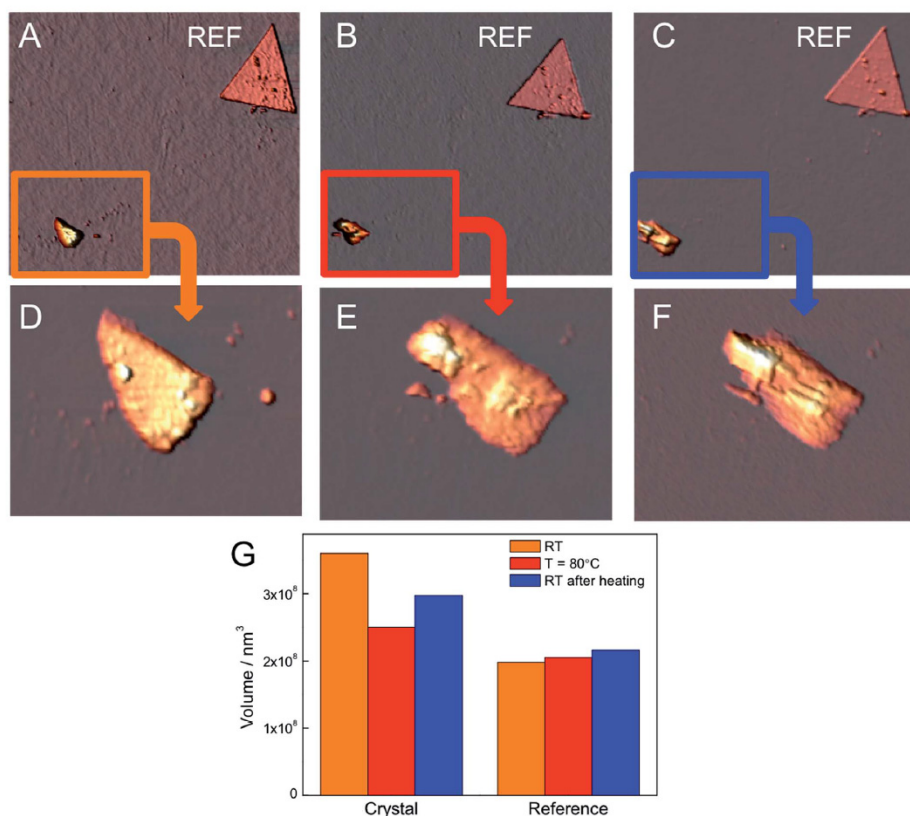 A REF
B REF
C REF
D
E
F
G
RT
T = 80°C
RT after heating
Volume / nm³
3x10⁸
2x10⁸
1x10⁸
0
Crystal Reference